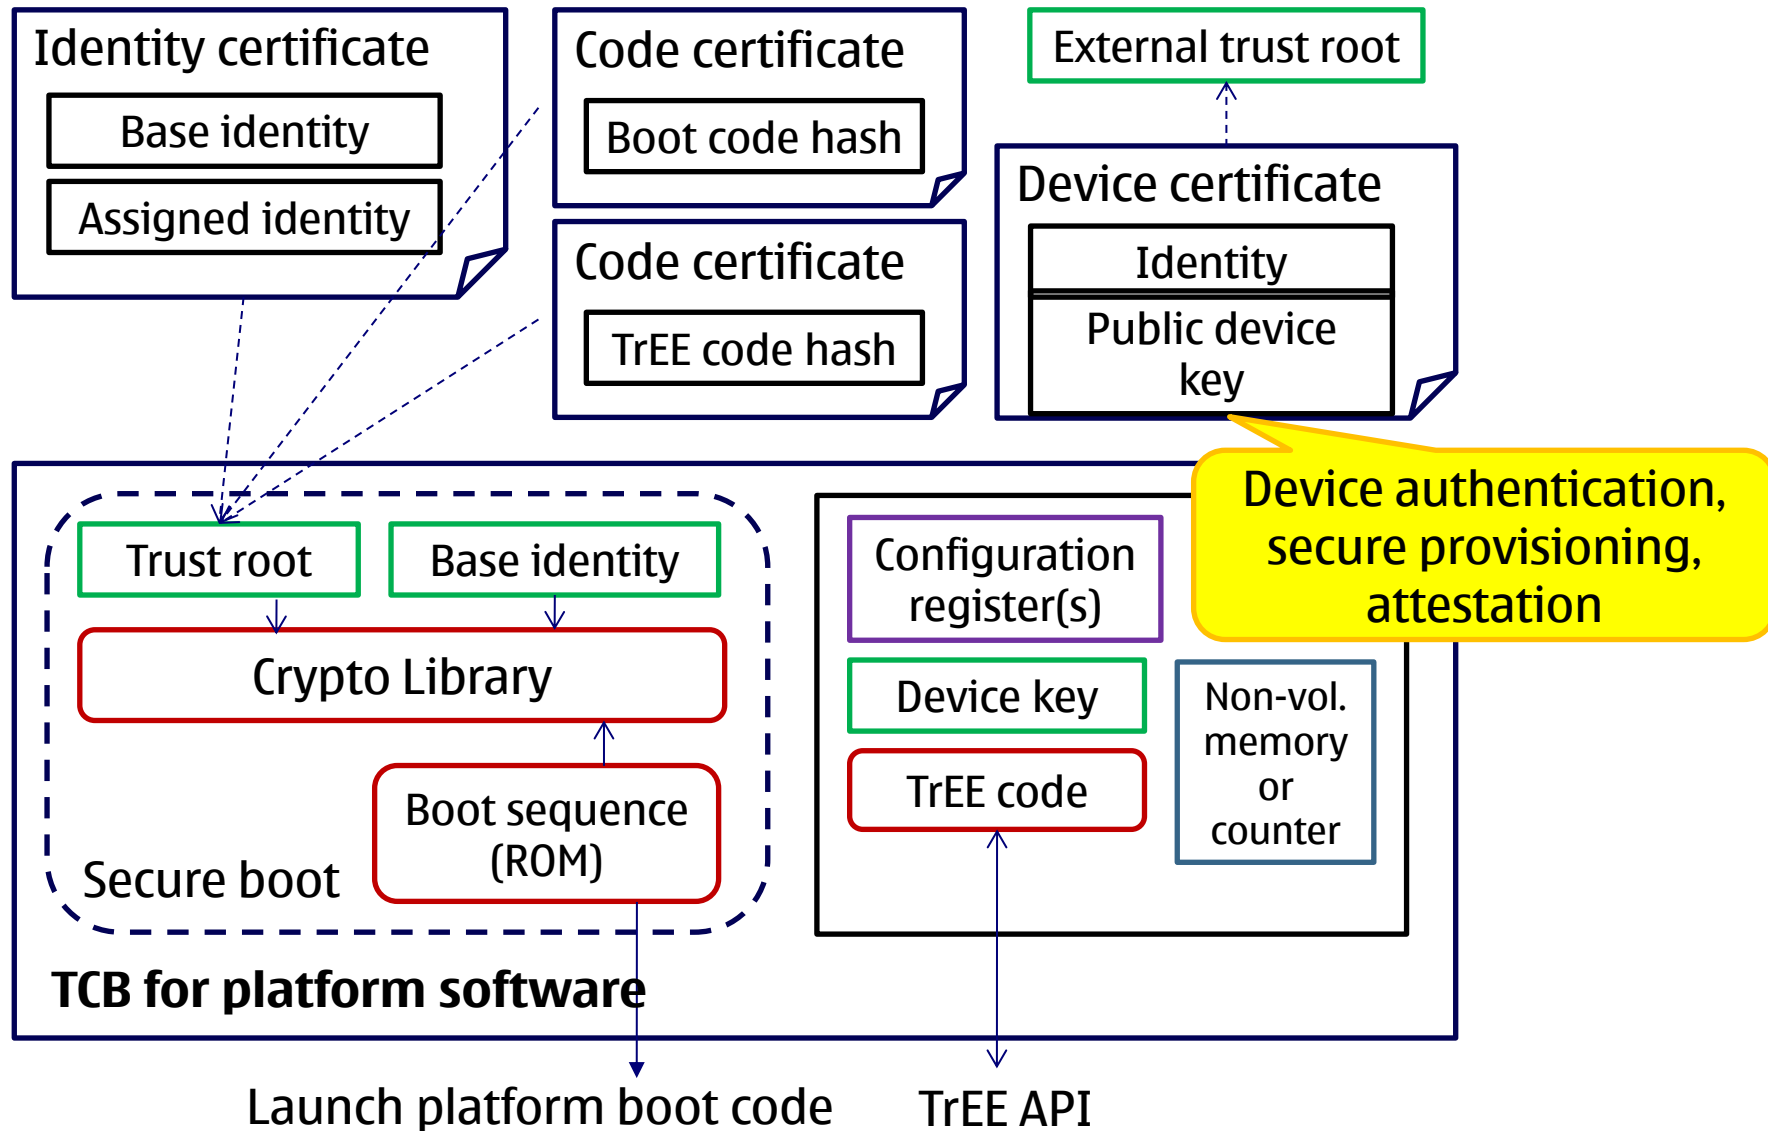 Identity certificate
Base identity
Assigned identity
Code certificate
Boot code hash
Code certificate
TrEE code hash
External trust root
Device certificate
Identity
Public device
key
Device authentication,
secure provisioning,
attestation
Trust root
Base identity
Crypto Library
Boot sequence
(ROM)
Secure boot
TCB for platform software
Configuration
register(s)
Device key
TrEE code
Non-vol.
memory
or
counter
Launch platform boot code
TrEE API